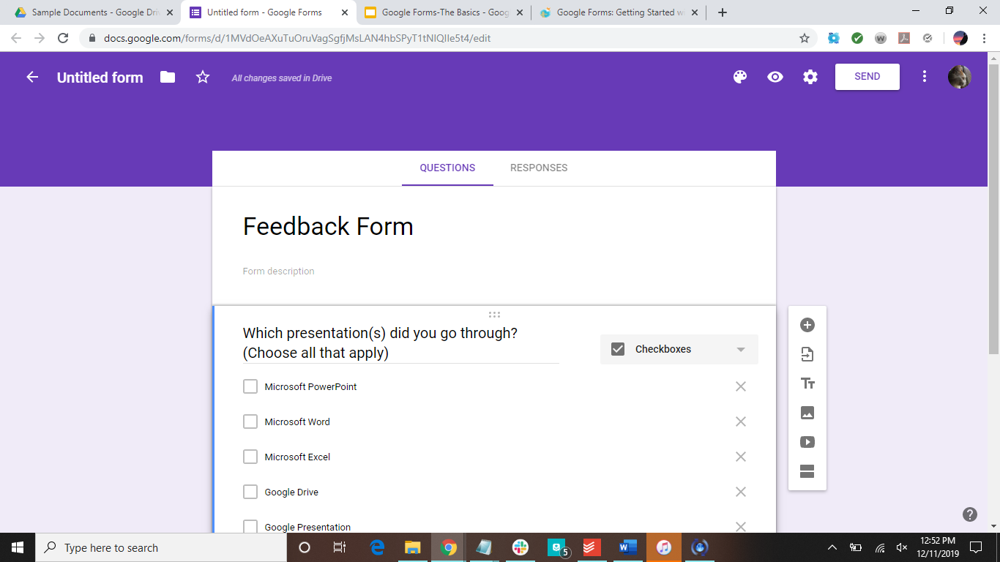 Sample Documents - Google Dri
Untitled form - Google Forms
Google Forms-The Basics - Goog
Google Forms: Getting Started w
docs.google.com/forms/d/1MVdOeAXuTuOruVagSgfjMsLAN4hbSPyT1tNlQlle5t4/edit
Untitled form
All changes saved in Drive
SEND
QUESTIONS
RESPONSES
Feedback Form
Form description
Which presentation(s) did you go through?
(Choose all that apply)
Checkboxes
Microsoft PowerPoint
Microsoft Word
Microsoft Excel
Google Drive
Google Presentation
Type here to search
5
12:52 PM
12/11/2019